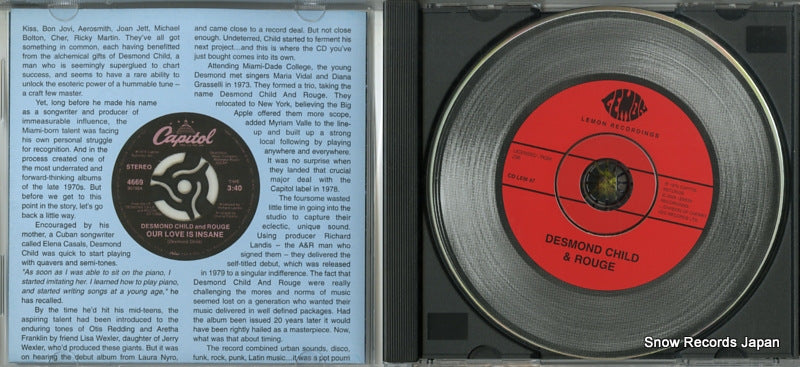 Kiss, Bon Jovi, Aerosmith, Joan Jett, Michael
Bolton, Cher, Ricky Martin. They've all got
something in common, each having benefitted
from the alchemical gifts of Desmond Child, a
man who is seemingly superglued to chart
success, and seems to have a rare ability to
unlock the esoteric power of a hummable tune –
a craft few master.
Yet, long before he made his name
as a songwriter and producer of
immeasurable influence, the
Miami-born talent was facing
his own personal struggle
for recognition. And in the
process created one of
the most underrated and
forward-thinking albums
of the late 1970s. But
before we get to this
point in the story, let's go
back a little way.
Encouraged by his
mother, a Cuban songwriter
called Elena Casals, Desmond
Child was quick to start playing
with quavers and semi-tones.
"As soon as I was able to sit on the piano, I
started imitating her. I learned how to play piano,
and started writing songs at a young age," he
has recalled.
By the time he'd hit his mid-teens, the
aspiring talent had been introduced to the
enduring tones of Otis Redding and Aretha
Franklin by friend Lisa Wexler, daughter of Jerry
Wexler, who'd produced these giants. But it was
on hearing the debut album from Laura Nyro,
and came close to a record deal. But not close
enough. Undeterred, Child started to ferment his
next project...and this is where the CD you've
just bought comes into its own.
Attending Miami-Dade College, the young
Desmond met singers Maria Vidal and Diana
Grasselli in 1973. They formed a trio, taking the
name Desmond Child And Rouge. They
relocated to New York, believing the Big
Apple offered them more scope,
added Myriam Valle to the line-
up and built up a strong
local following by playing
anywhere and everywhere.
It was no surprise when
they landed that crucial
major deal with the
Capitol label in 1978.
The foursome wasted
little time in going into the
studio to capture their
eclectic, unique sound.
Using producer Richard
Landis – the A&R man who
signed them – they delivered the
self-titled debut, which was released
in 1979 to a singular indifference. The fact that
Desmond Child And Rouge were really
challenging the mores and norms of music
seemed lost on a generation who wanted their
music delivered in well defined packages. Had
the album been issued 20 years later it would
have been rightly hailed as a masterpiece. Now,
what was that about timing.
The record combined urban sounds, disco,
funk, rock, punk, Latin music...it was a pot pourri
Capitol
STEREO
4669
TIME
3:40
DESMOND CHILD and ROUGE
OUR LOVE IS INSANE
(Desmond Child)
LEMON
LEMON RECORDINGS
CD LEM 47
DESMOND CHILD
& ROUGE
Snow Records Japan